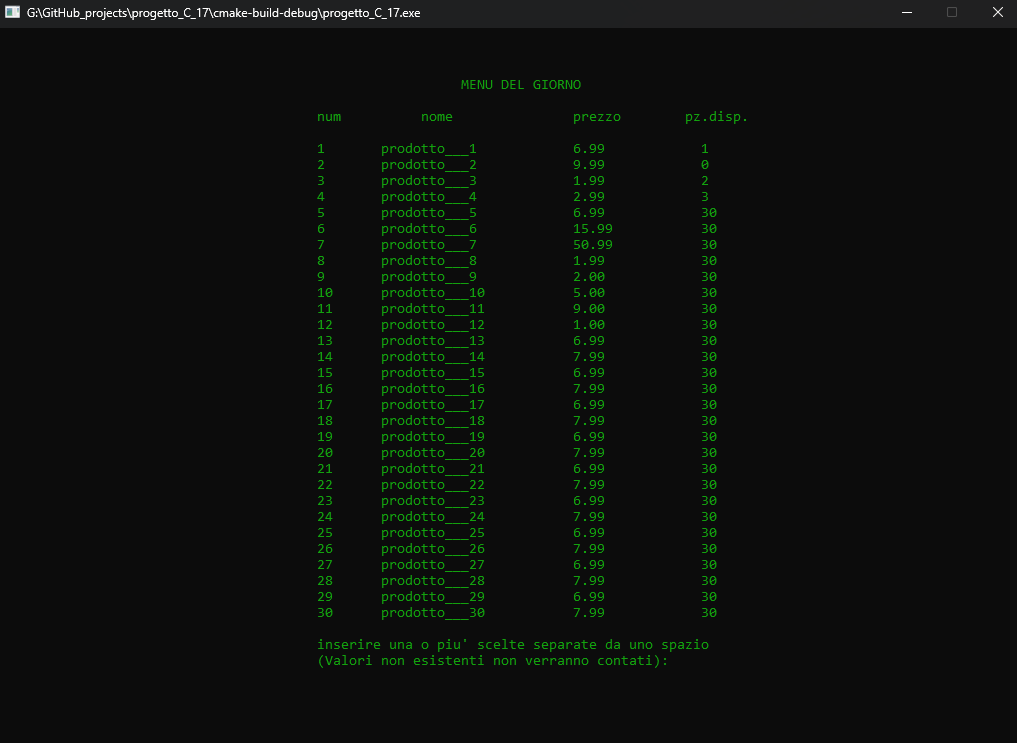 G:\GitHub_projects\progetto_C_17\cmake-build-debug\progetto_C_17.exe
MENU DEL GIORNO
num nome prezzo pz.disp.
1 prodotto___1 6.99 1
2 prodotto___2 9.99 0
3 prodotto___3 1.99 2
4 prodotto___4 2.99 3
5 prodotto___5 6.99 30
6 prodotto___6 15.99 30
7 prodotto___7 50.99 30
8 prodotto___8 1.99 30
9 prodotto___9 2.00 30
10 prodotto___10 5.00 30
11 prodotto___11 9.00 30
12 prodotto___12 1.00 30
13 prodotto___13 6.99 30
14 prodotto___14 7.99 30
15 prodotto___15 6.99 30
16 prodotto___16 7.99 30
17 prodotto___17 6.99 30
18 prodotto___18 7.99 30
19 prodotto___19 6.99 30
20 prodotto___20 7.99 30
21 prodotto___21 6.99 30
22 prodotto___22 7.99 30
23 prodotto___23 6.99 30
24 prodotto___24 7.99 30
25 prodotto___25 6.99 30
26 prodotto___26 7.99 30
27 prodotto___27 6.99 30
28 prodotto___28 7.99 30
29 prodotto___29 6.99 30
30 prodotto___30 7.99 30
inserire una o piu' scelte separate da uno spazio
(Valori non esistenti non verranno contati):